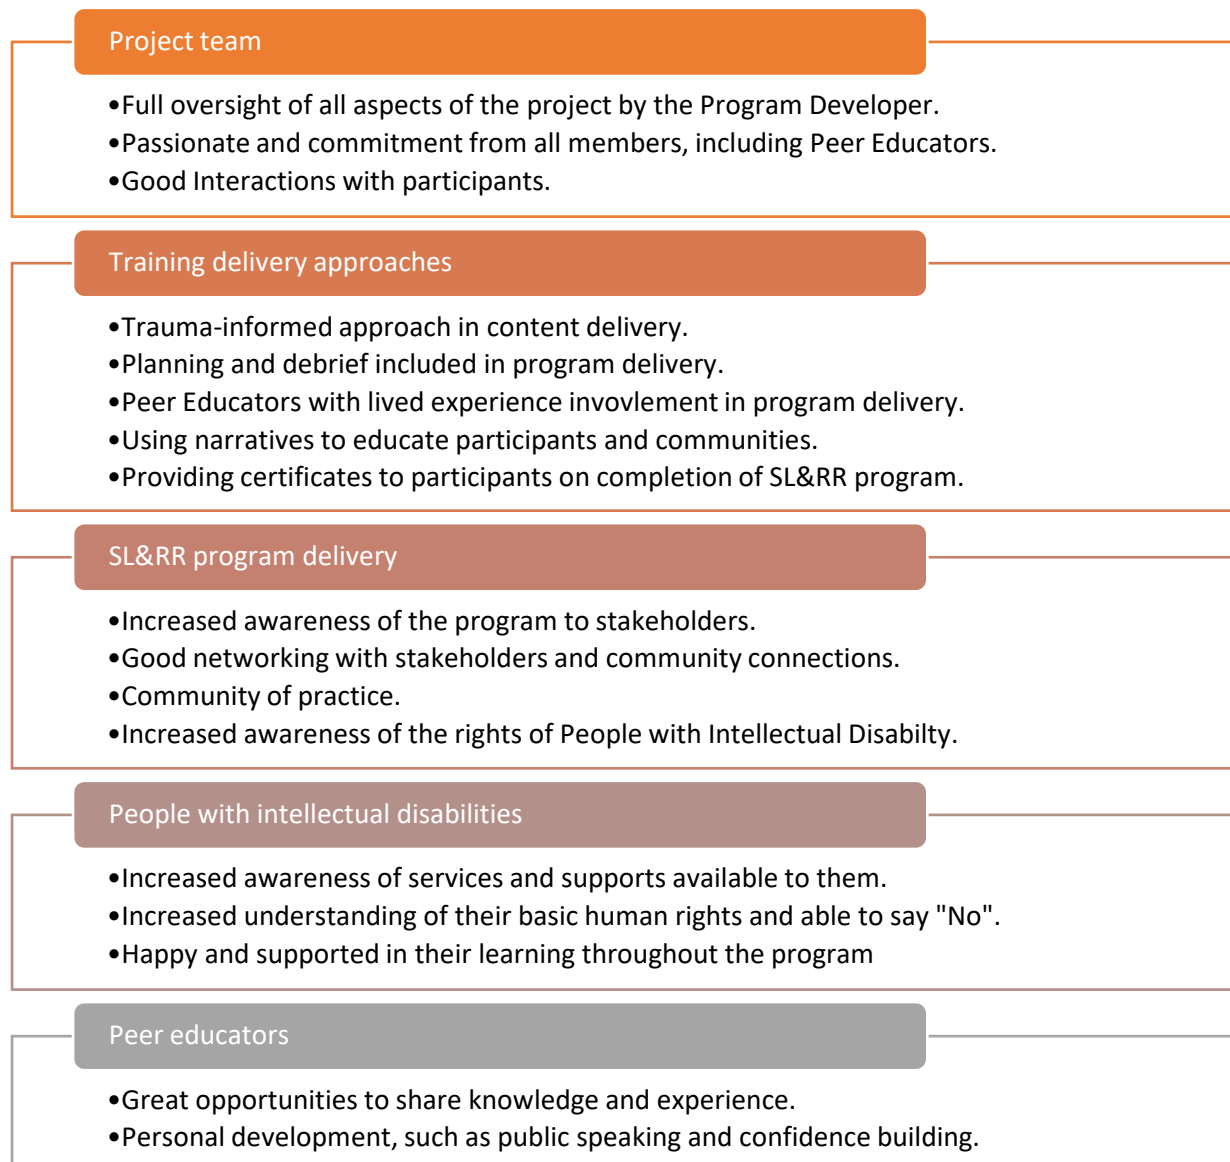 Project team
•Full oversight of all aspects of the project by the Program Developer.
•Passionate and commitment from all members, including Peer Educators.
•Good Interactions with participants.
Training delivery approaches
•Trauma-informed approach in content delivery.
•Planning and debrief included in program delivery.
•Peer Educators with lived experience invovlement in program delivery.
•Using narratives to educate participants and communities.
•Providing certificates to participants on completion of SL&RR program.
SL&RR program delivery
•Increased awareness of the program to stakeholders.
•Good networking with stakeholders and community connections.
•Community of practice.
•Increased awareness of the rights of People with Intellectual Disabilty.
People with intellectual disabilities
•Increased awareness of services and supports available to them.
•Increased understanding of their basic human rights and able to say "No".
•Happy and supported in their learning throughout the program
Peer educators
•Great opportunities to share knowledge and experience.
•Personal development, such as public speaking and confidence building.